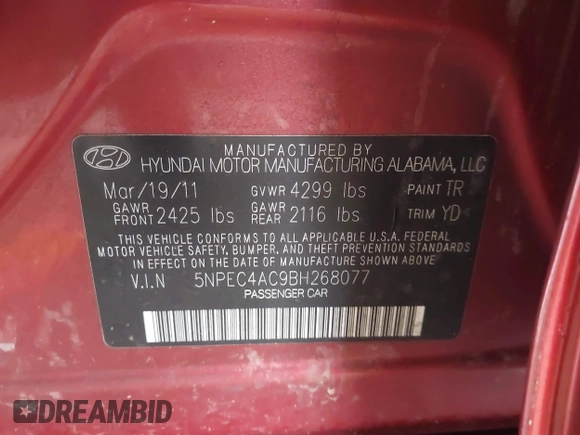 MANUFACTURED BY
HYUNDAI MOTOR MANUFACTURING ALABAMA, LLC
Mar/19/11 GVWR 4299 lbs PAINT TR
GAWR FRONT 2425 lbs GAWR REAR 2116 lbs TRIM YD
THIS VEHICLE CONFORMS TO ALL APPLICABLE U.S.A. FEDERAL
MOTOR VEHICLE SAFETY, BUMPER, AND THEFT PREVENTION STANDARDS
IN EFFECT ON THE DATE OF MANUFACTURE SHOWN ABOVE
V.I.N 5NPEC4AC9BH268077
PASSENGER CAR
DREAMBID